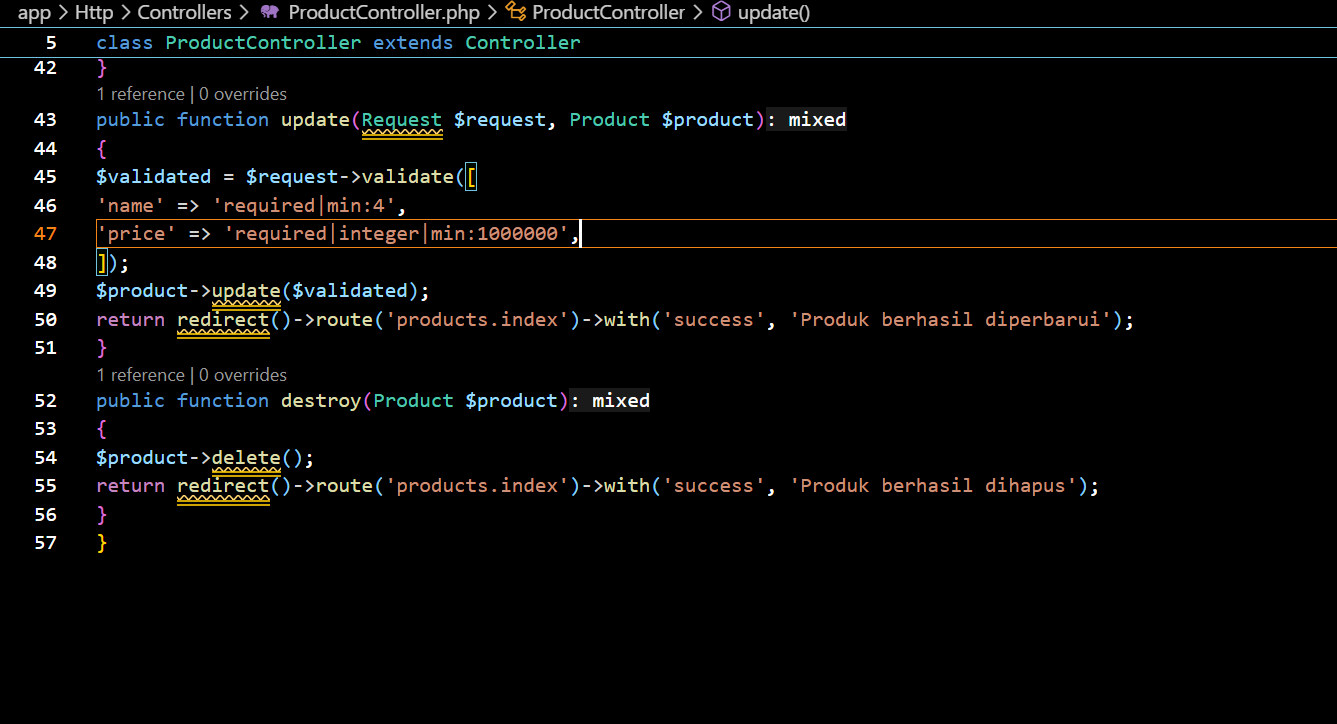 app > Http > Controllers > ProductController.php > ProductController > update()
5 class ProductController extends Controller
42 }
1 reference | 0 overrides
43 public function update(Request $request, Product $product): mixed
44 {
45 $validated = $request->validate([
46 'name' => 'required|min:4',
47 'price' => 'required|integer|min:1000000',
48 ]);
49 $product->update($validated);
50 return redirect()->route('products.index')->with('success', 'Produk berhasil diperbarui');
51 }
1 reference | 0 overrides
52 public function destroy(Product $product): mixed
53 {
54 $product->delete();
55 return redirect()->route('products.index')->with('success', 'Produk berhasil dihapus');
56 }
57 }